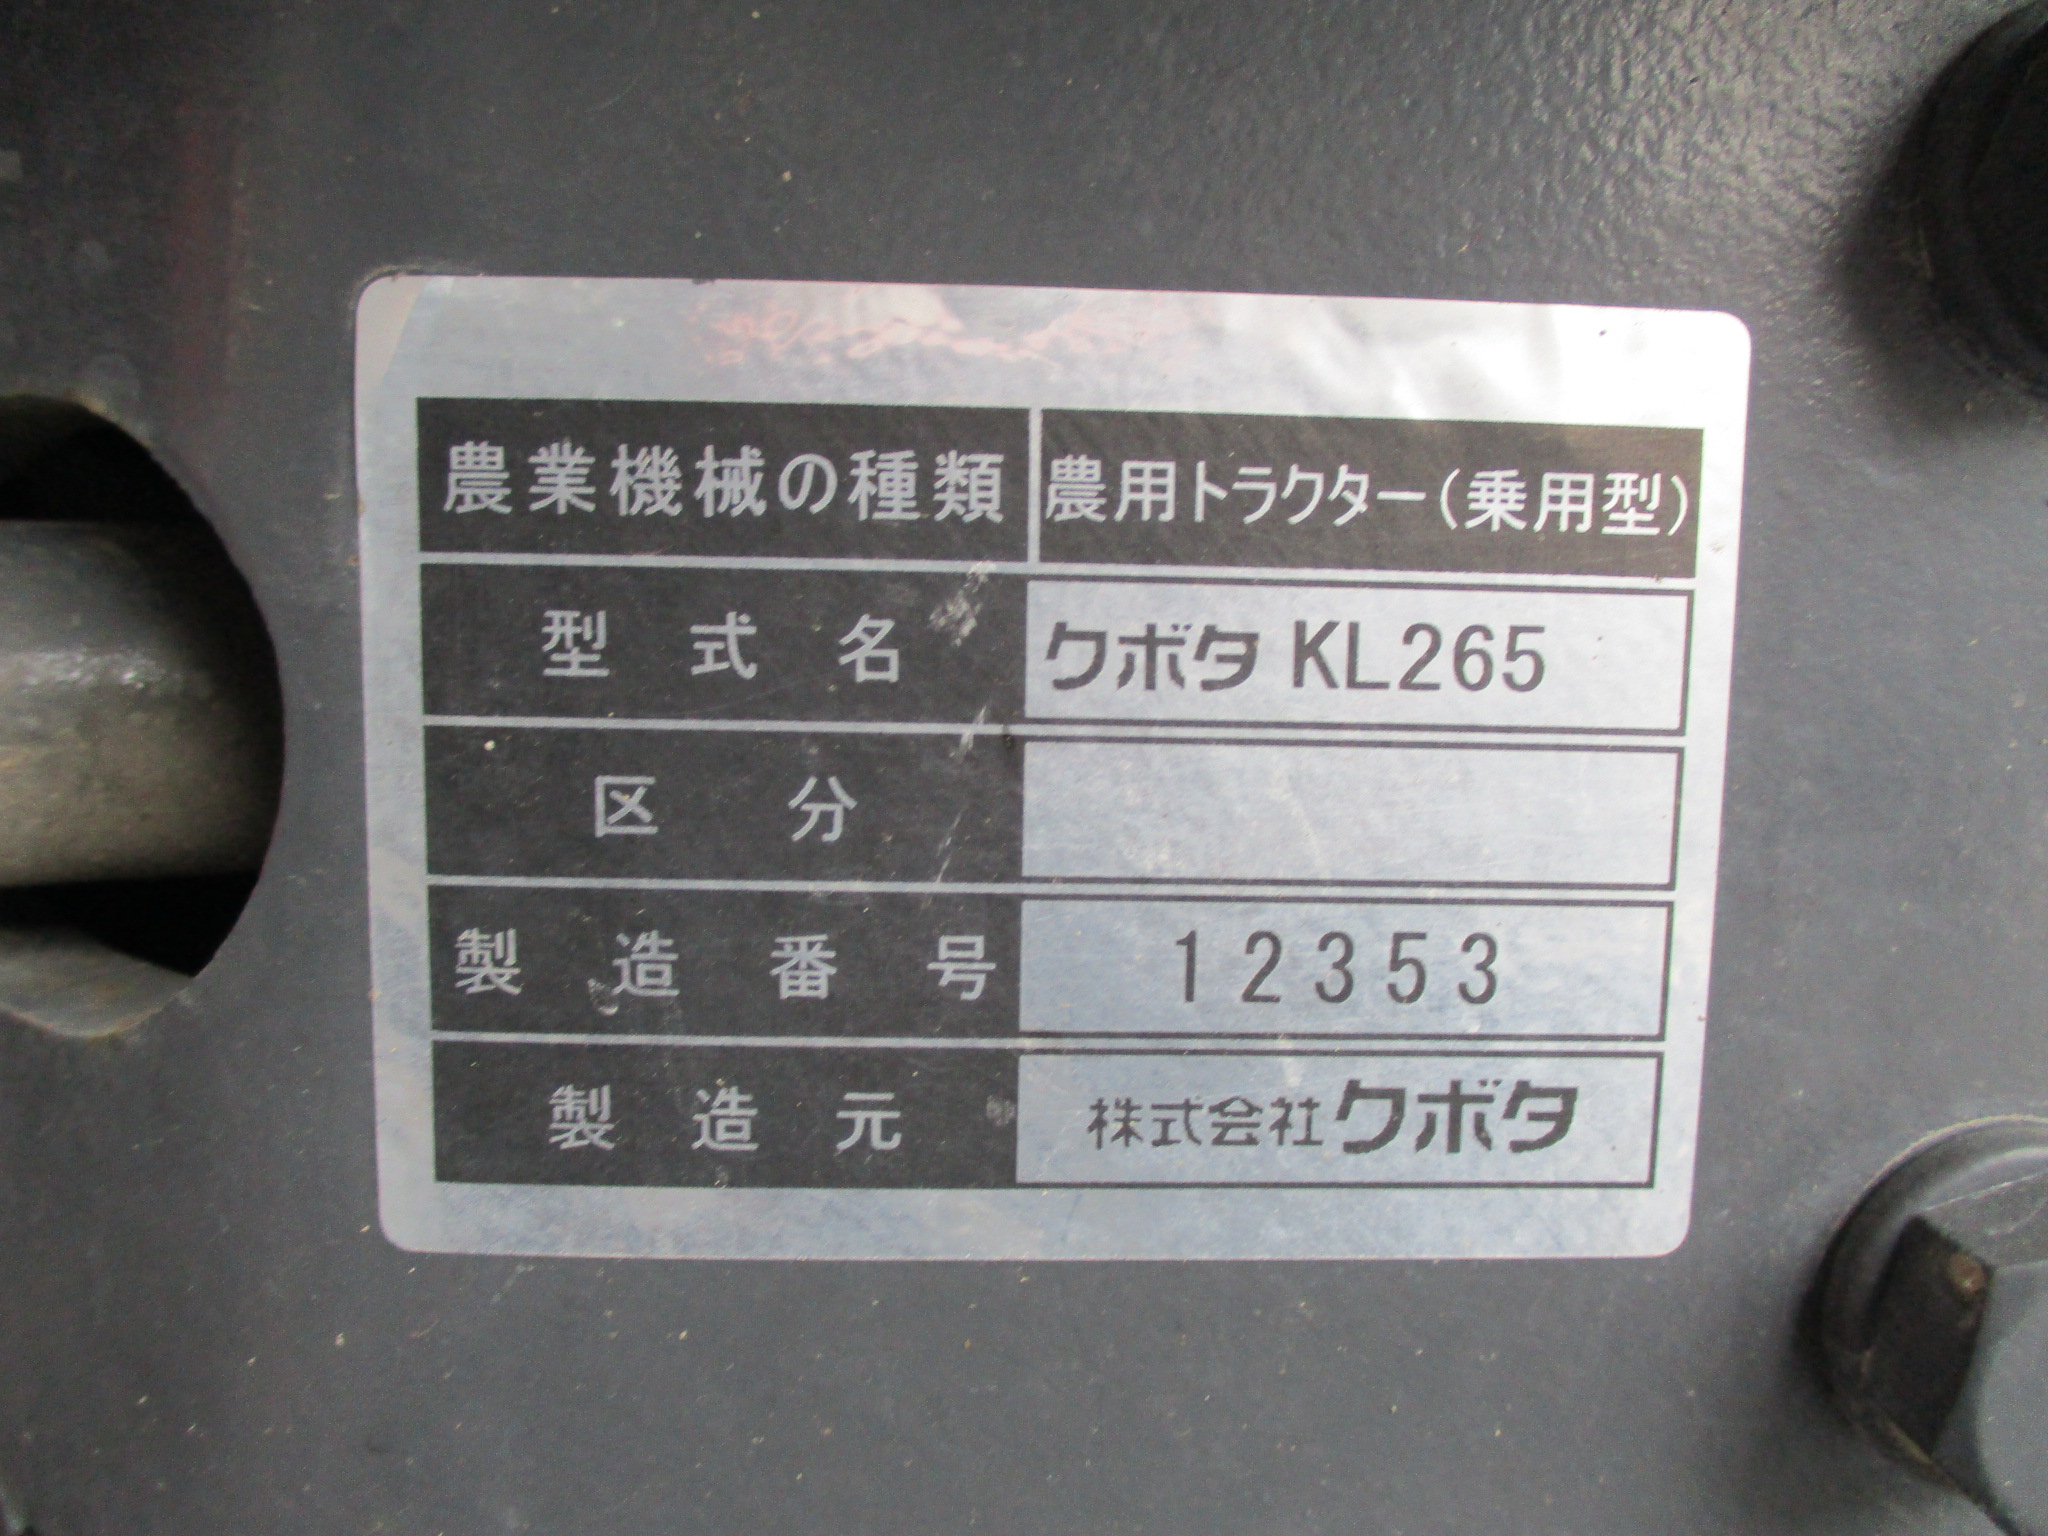 農業機械の種類 農用トラクター(乗用型)
型式名 クボタ KL265
区分
製造番号 12353
製造元 株式会社クボタ